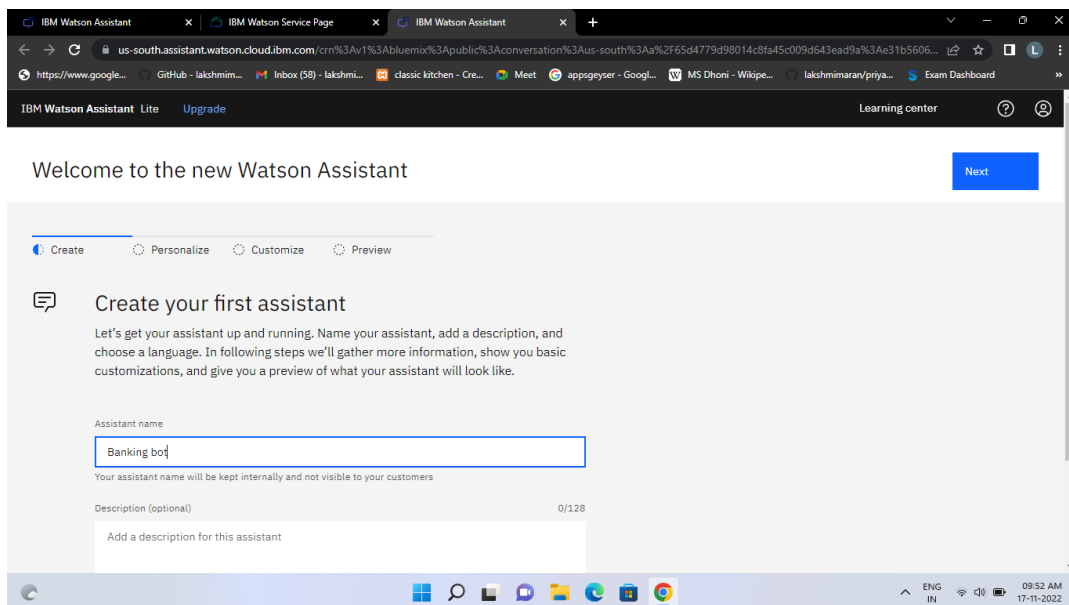 IBM Watson Assistant
IBM Watson Service Page
IBM Watson Assistant
us-south.assistant.watson.cloud.ibm.com/crn%3Av1%3Abluemix%3Apublic%3Aconversation%3Aus-south%3Aa%2F65d4779d98014c8fa45c009d643ead9a%3Ae31b5606...
L
https://www.google... GitHub - lakshmim... Inbox (58) - lakshmi... classic kitchen - Cre... Meet appsgeyser - Googl... MS Dhoni - Wikipe... lakshmimaran/priya... Exam Dashboard »
IBM Watson Assistant Lite Upgrade Learning center
Welcome to the new Watson Assistant
Next
Create Personalize Customize Preview
Create your first assistant
Let's get your assistant up and running. Name your assistant, add a description, and
choose a language. In following steps we'll gather more information, show you basic
customizations, and give you a preview of what your assistant will look like.
Assistant name
Banking bot
Your assistant name will be kept internally and not visible to your customers
Description (optional) 0/128
Add a description for this assistant
ENG 09:52 AM
IN 17-11-2022